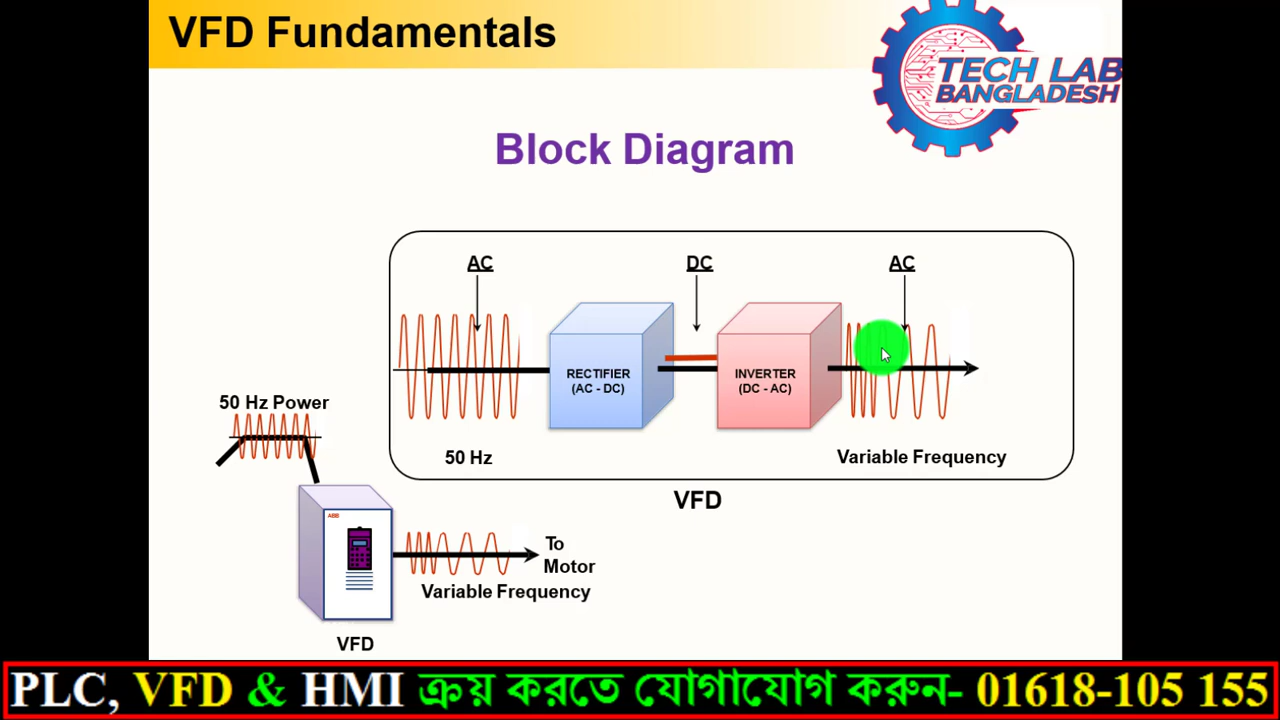 VFD Fundamentals
TECH LAB
BANGLADESH
Block Diagram
AC
DC
AC
RECTIFIER
(AC - DC)
INVERTER
(DC - AC)
50 Hz
Variable Frequency
VFD
50 Hz Power
ABB
To
Motor
Variable Frequency
VFD
PLC, VFD & HMI ক্রয় করতে যোগাযোগ করুন- 01618-105 155